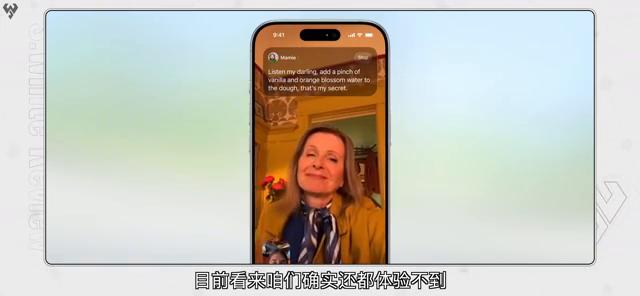 9:41
Mamie
Stop
Listen my darling, add a pinch of
vanilla and orange blossom water to
the dough, that's my secret.
目前看来咱们确实还都体验不到